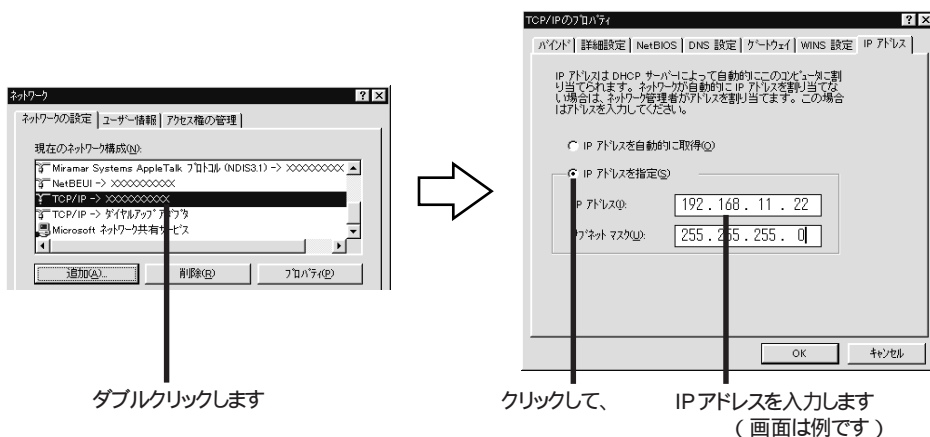 ネットワーク
ネットワークの設定 ユーザー情報 アクセス権の管理
現在のネットワーク構成(N):
Miramar Systems AppleTalk プロトコル (NDIS3.1) -> XXXXXXXXXX
NetBEUI -> XXXXXXXXXX
TCP/IP -> XXXXXXXXXX
TCP/IP -> ダイヤルアップ アダプタ
Microsoft ネットワーク共有サービス
追加(A)... 削除(R) プロパティ(P)
ダブルクリックします
TCP/IPのプロパティ
バインド 詳細設定 NetBIOS DNS 設定 ゲートウェイ WINS 設定 IP アドレス
IP アドレスは DHCP サーバーによって自動的にこのコンピュータに割
り当てられます。ネットワークが自動的に IP アドレスを割り当てな
い場合は、ネットワーク管理者がアドレスを割り当てます。この場合
はアドレスを入力してください。
IP アドレスを自動的に取得(O)
IP アドレスを指定(S)
IP アドレス(I): 192.168.11.22
サブネット マスク(U): 255.255.255.0
OK キャンセル
クリックして、
IPアドレスを入力します
(画面は例です)